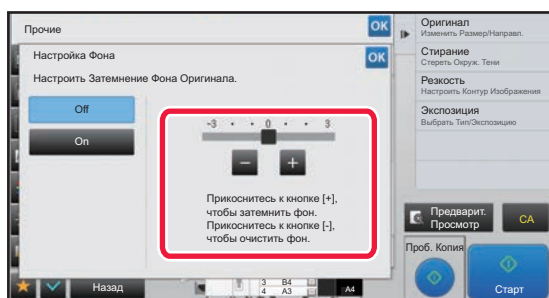 Прочие
OK
Настройка Фона
OK
Настроить Затемнение Фона Оригинала.
Off
On
-3 • • 0 • • 3
−
+
Прикоснитесь к кнопке [+],
чтобы затемнить фон.
Прикоснитесь к кнопке [-],
чтобы очистить фон.
Назад
3 B4
4 A3
A4
Оригинал
Изменить Размер/Направл.
Стирание
Стереть Окруж. Тени
Резкость
Настроить Контур Изображения
Экспозиция
Выбрать Тип/Экспозицию
Предварит.
Просмотр
CA
Проб. Копия
Старт